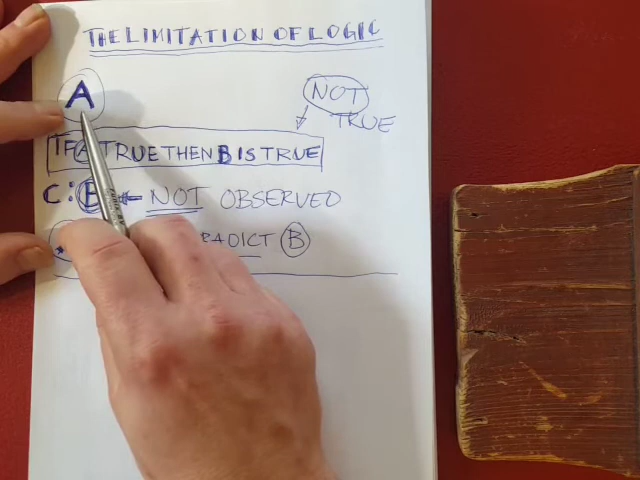 THE LIMITATION OF LOGIC
A
NOT
TRUE
IF A TRUE THEN B IS TRUE
C: B ← NOT OBSERVED
B